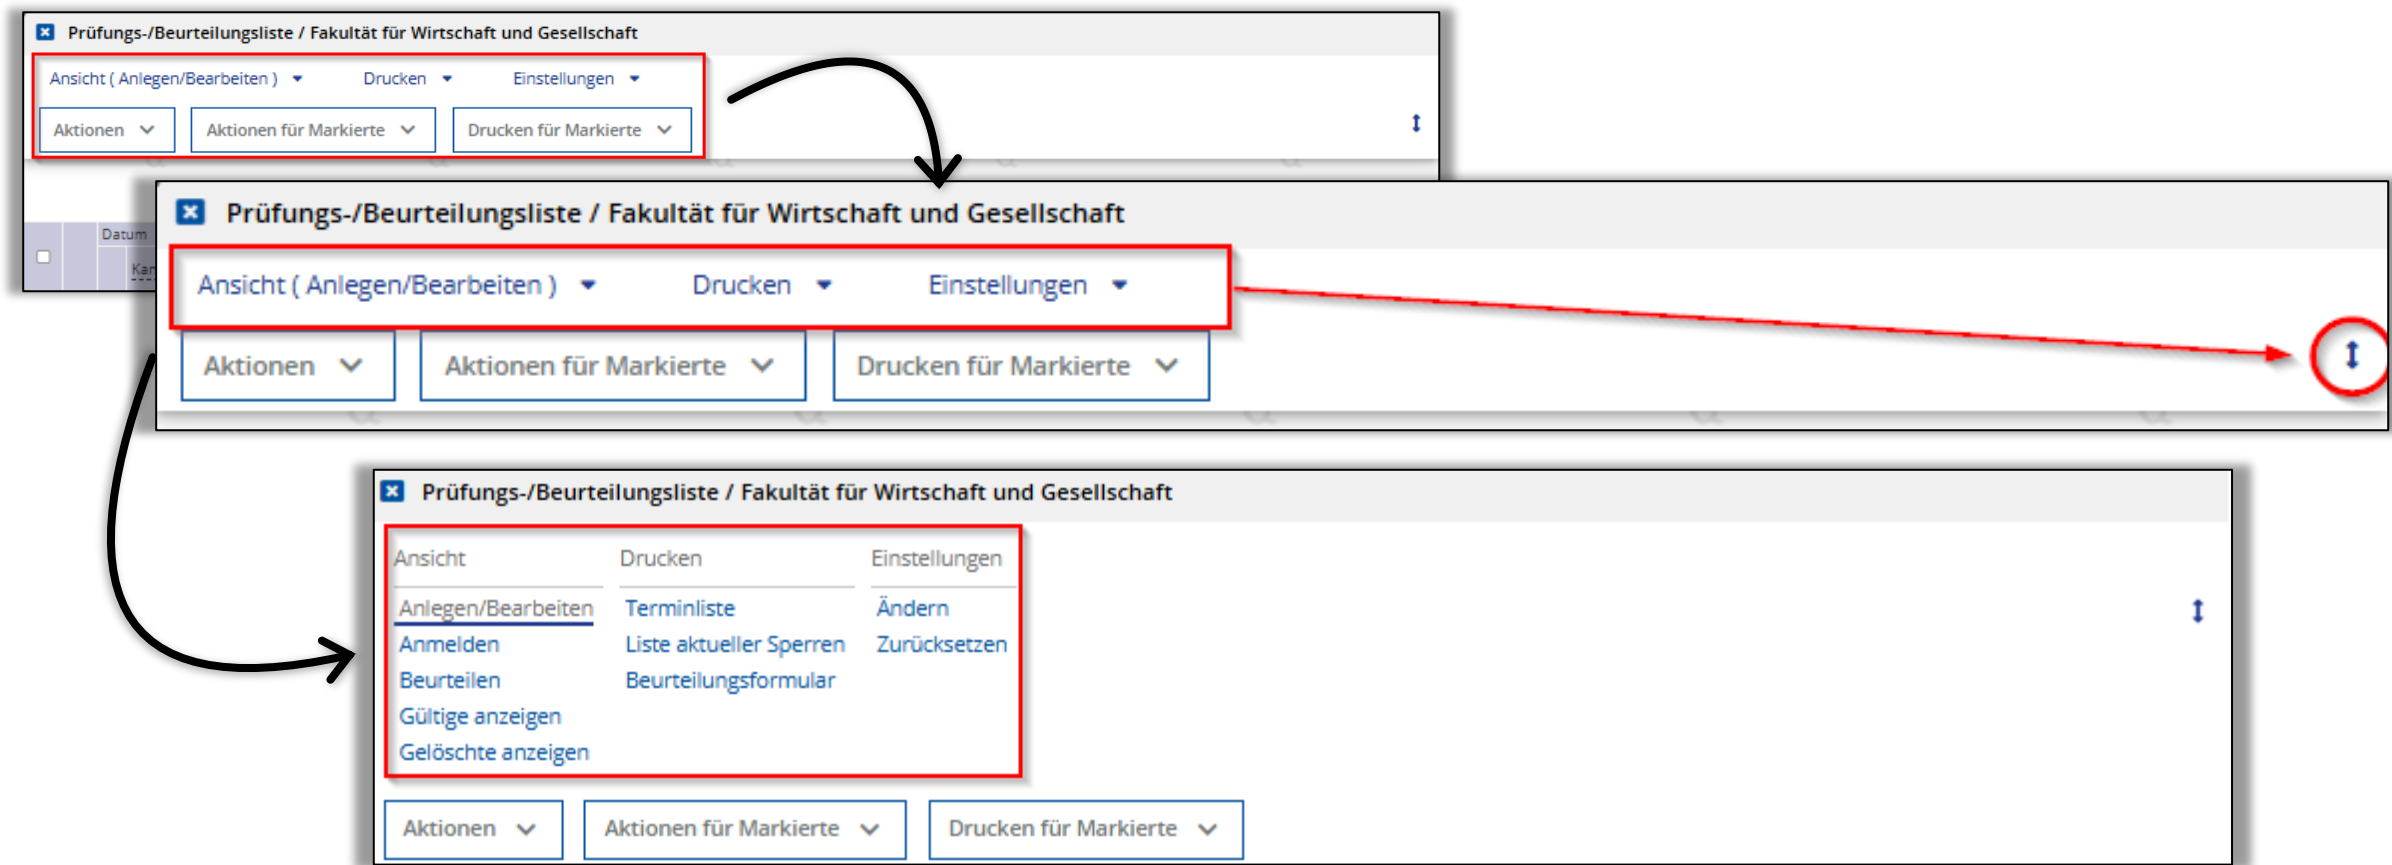 Prüfungs-/Beurteilungsliste / Fakultät für Wirtschaft und Gesellschaft
Ansicht ( Anlegen/Bearbeiten ) Drucken Einstellungen
Aktionen Aktionen für Markierte Drucken für Markierte
Datum
Prüfungs-/Beurteilungsliste / Fakultät für Wirtschaft und Gesellschaft
Ansicht ( Anlegen/Bearbeiten ) Drucken Einstellungen
Aktionen Aktionen für Markierte Drucken für Markierte
Prüfungs-/Beurteilungsliste / Fakultät für Wirtschaft und Gesellschaft
Ansicht Drucken Einstellungen
Anlegen/Bearbeiten Terminliste Ändern
Anmelden Liste aktueller Sperren Zurücksetzen
Beurteilen Beurteilungsformular
Gültige anzeigen
Gelöschte anzeigen
Aktionen Aktionen für Markierte Drucken für Markierte